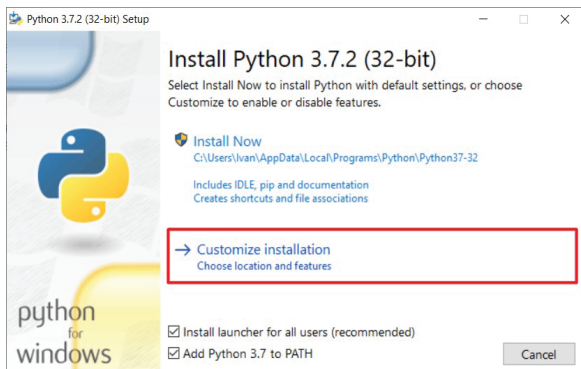 Python 3.7.2 (32-bit) Setup
Install Python 3.7.2 (32-bit)
Select Install Now to install Python with default settings, or choose
Customize to enable or disable features.
Install Now
C:\Users\Ivan\AppData\Local\Programs\Python\Python37-32
Includes IDLE, pip and documentation
Creates shortcuts and file associations
Customize installation
Choose location and features
python
for
windows
Install launcher for all users (recommended)
Add Python 3.7 to PATH
Cancel